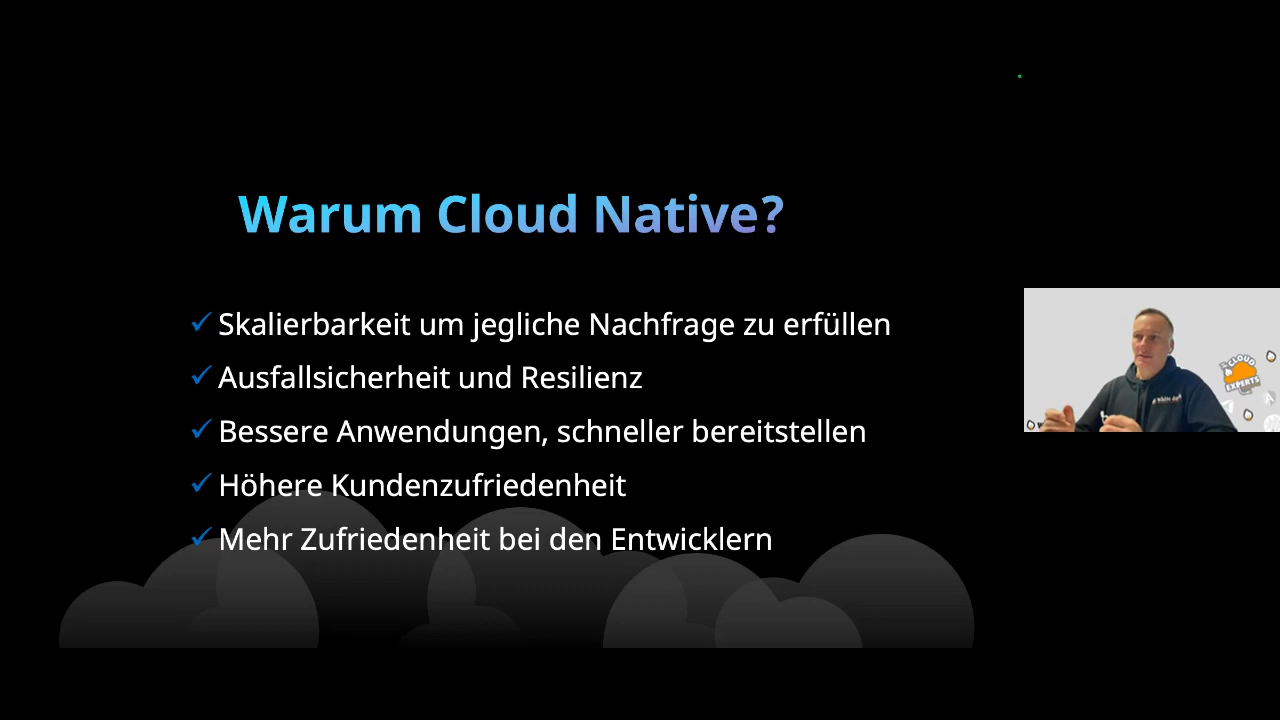 Warum Cloud Native?
✓ Skalierbarkeit um jegliche Nachfrage zu erfüllen
✓ Ausfallsicherheit und Resilienz
✓ Bessere Anwendungen, schneller bereitstellen
✓ Höhere Kundenzufriedenheit
✓ Mehr Zufriedenheit bei den Entwicklern
CLOUD
EXPERTS